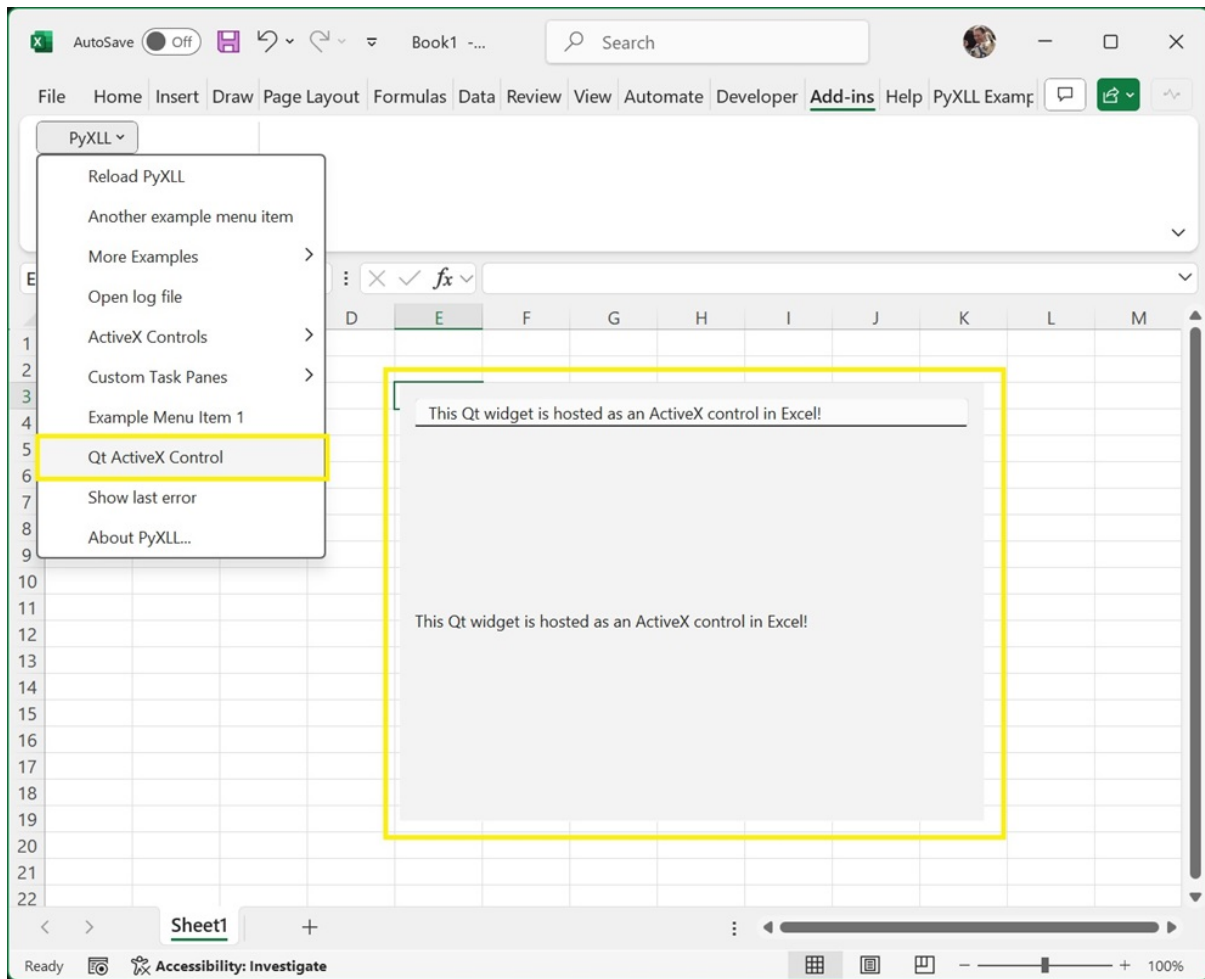 AutoSave Off Book1 -... Search
File Home Insert Draw Page Layout Formulas Data Review View Automate Developer Add-ins Help PyXLL Examp
PyXLL
Reload PyXLL
Another example menu item
More Examples
Open log file
ActiveX Controls
Custom Task Panes
Example Menu Item 1
Qt ActiveX Control
Show last error
About PyXLL...
E fx
D E F G H I J K L M
1
2
3
This Qt widget is hosted as an ActiveX control in Excel!
4
5
6
7
8
9
10
11
This Qt widget is hosted as an ActiveX control in Excel!
12
13
14
15
16
17
18
19
20
21
22
Sheet1
Ready Accessibility: Investigate 100%